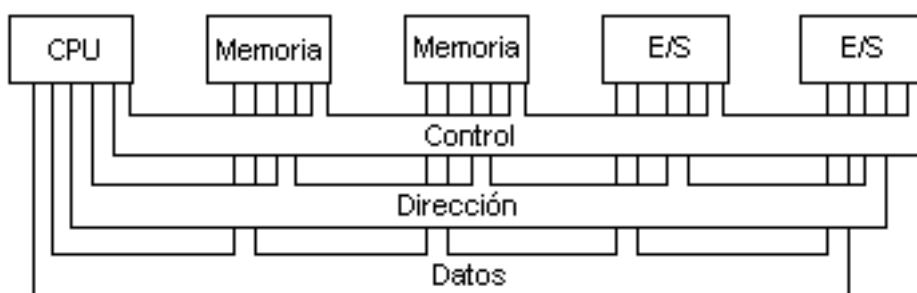 CPU Memoria Memoria E/S E/S
Control
Dirección
Datos